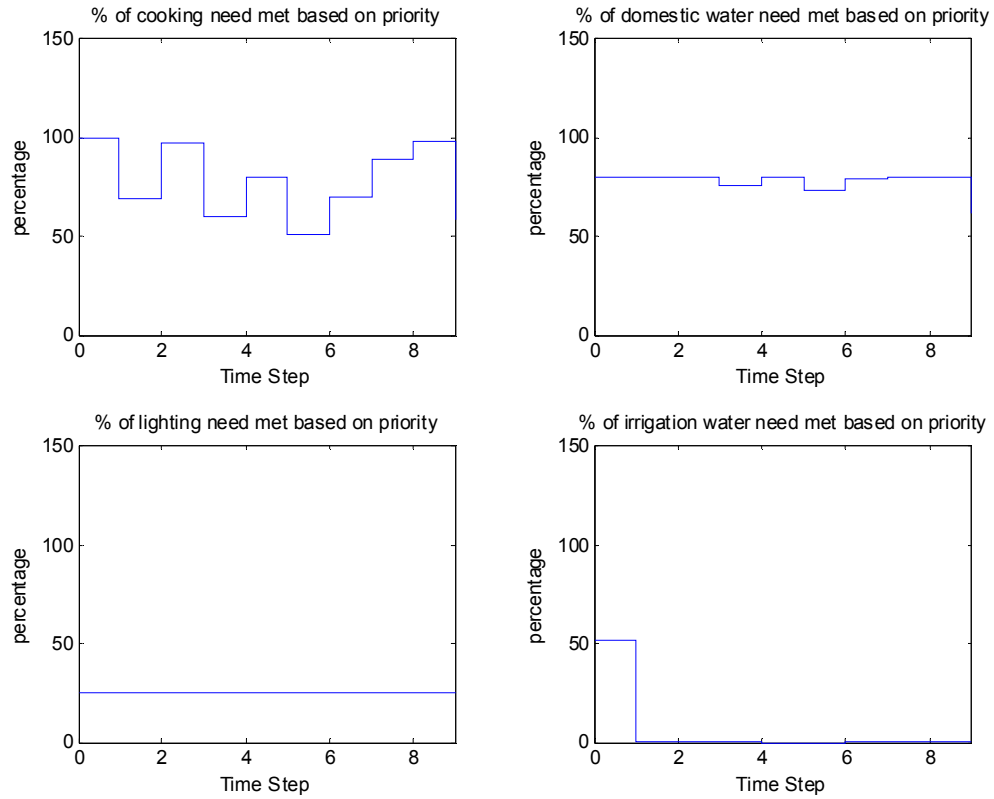 % of cooking need met based on priority
150
100
50
0
percentage
0 2 4 6 8
Time Step
% of domestic water need met based on priority
150
100
50
0
percentage
0 2 4 6 8
Time Step
% of lighting need met based on priority
150
100
50
0
percentage
0 2 4 6 8
Time Step
% of irrigation water need met based on priority
150
100
50
0
percentage
0 2 4 6 8
Time Step